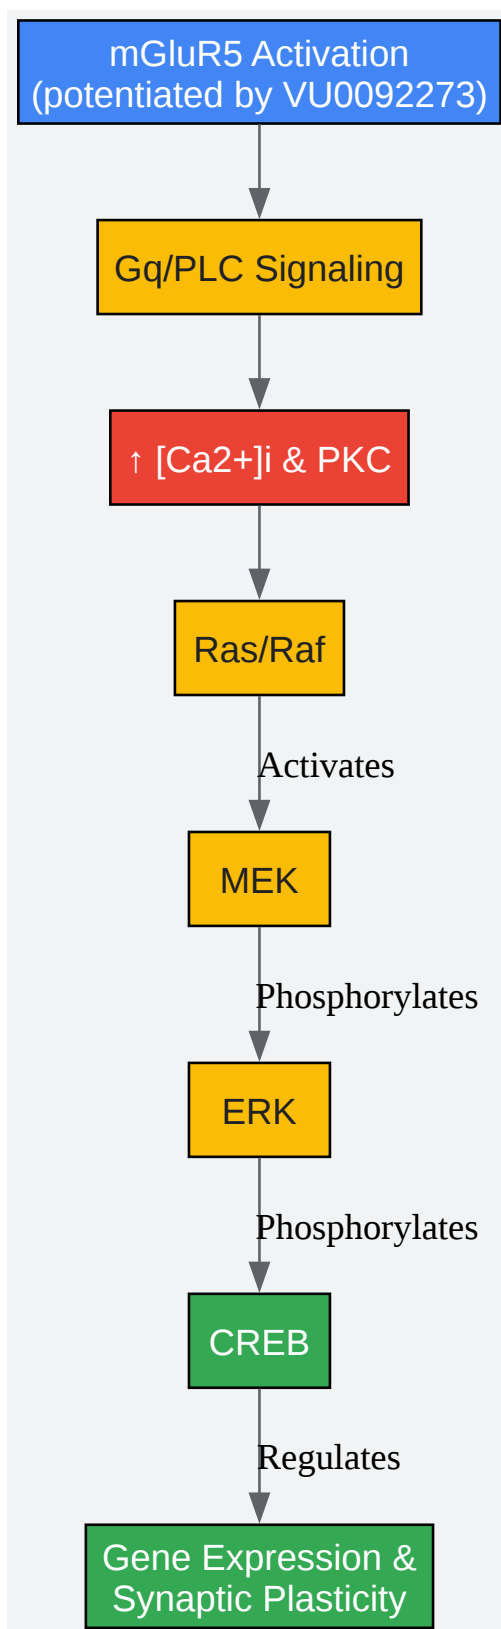 mGluR5 Activation
(potentiated by VU0092273)
Gq/PLC Signaling
↑ [Ca2+]i & PKC
Ras/Raf
Activates
MEK
Phosphorylates
ERK
Phosphorylates
CREB
Regulates
Gene Expression &
Synaptic Plasticity